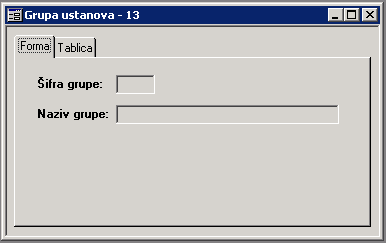 Grupa ustanova - 13
Forma
Tablica
Šifra grupe:
Naziv grupe: